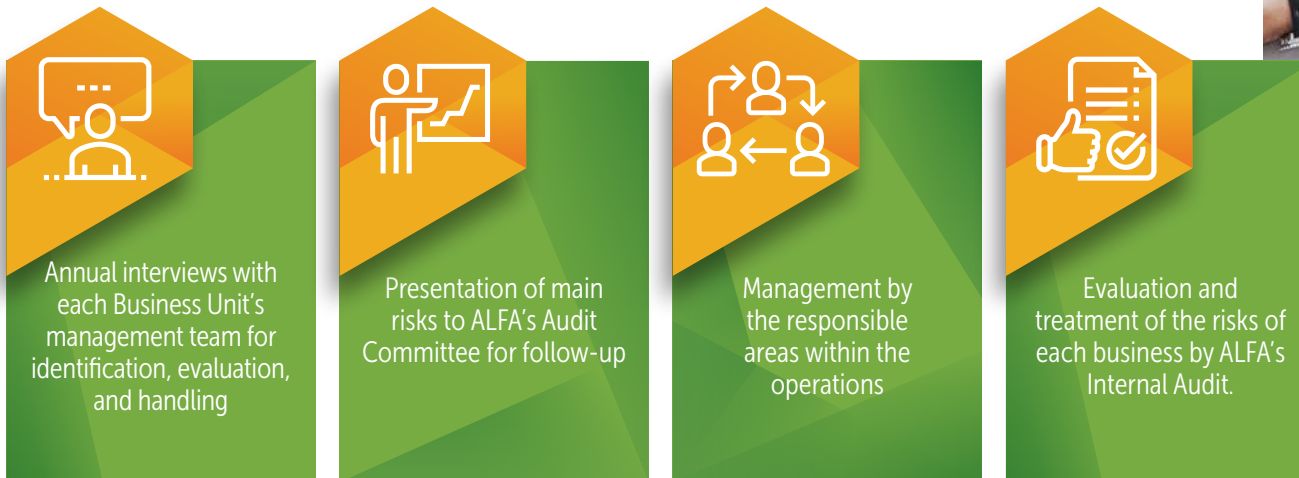 Annual interviews with
each Business Unit's
management team for
identification, evaluation,
and handling
Presentation of main
risks to ALFA's Audit
Committee for follow-up
Management by
the responsible
areas within the
operations
Evaluation and
treatment of the risks of
each business by ALFA's
Internal Audit.